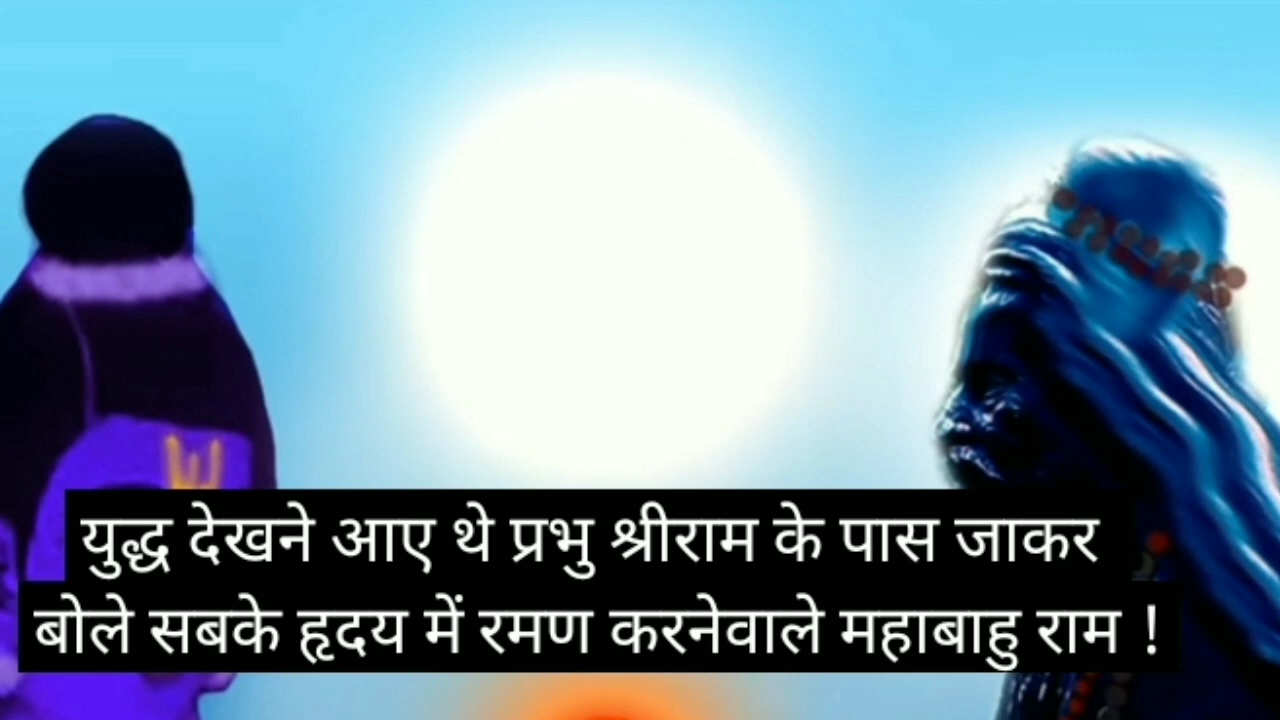 युद्ध देखने आए थे प्रभु श्रीराम के पास जाकर
बोले सबके हृदय में रमण करनेवाले महाबाहु राम !